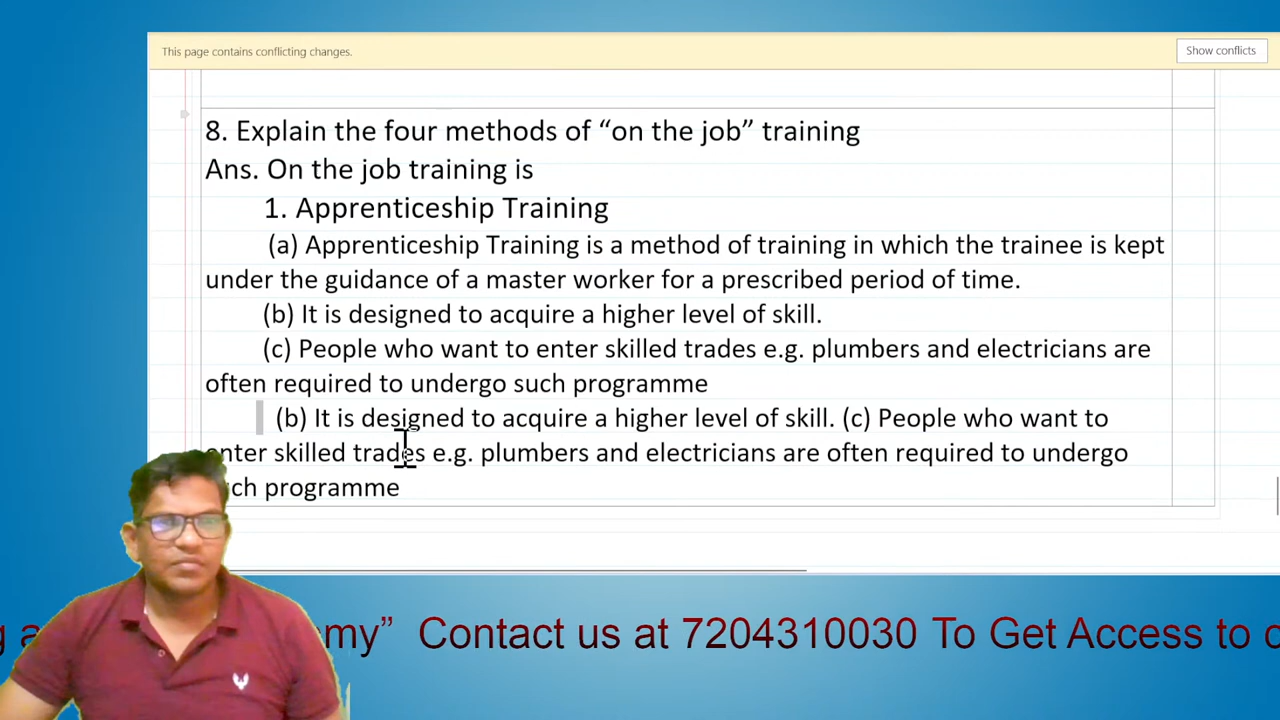 This page contains conflicting changes.
Show conflicts
8. Explain the four methods of “on the job” training
Ans. On the job training is
1. Apprenticeship Training
(a) Apprenticeship Training is a method of training in which the trainee is kept
under the guidance of a master worker for a prescribed period of time.
(b) It is designed to acquire a higher level of skill.
(c) People who want to enter skilled trades e.g. plumbers and electricians are
often required to undergo such programme
(b) It is designed to acquire a higher level of skill. (c) People who want to
enter skilled trades e.g. plumbers and electricians are often required to undergo
such programme
Contact us at 7204310030 To Get Access to